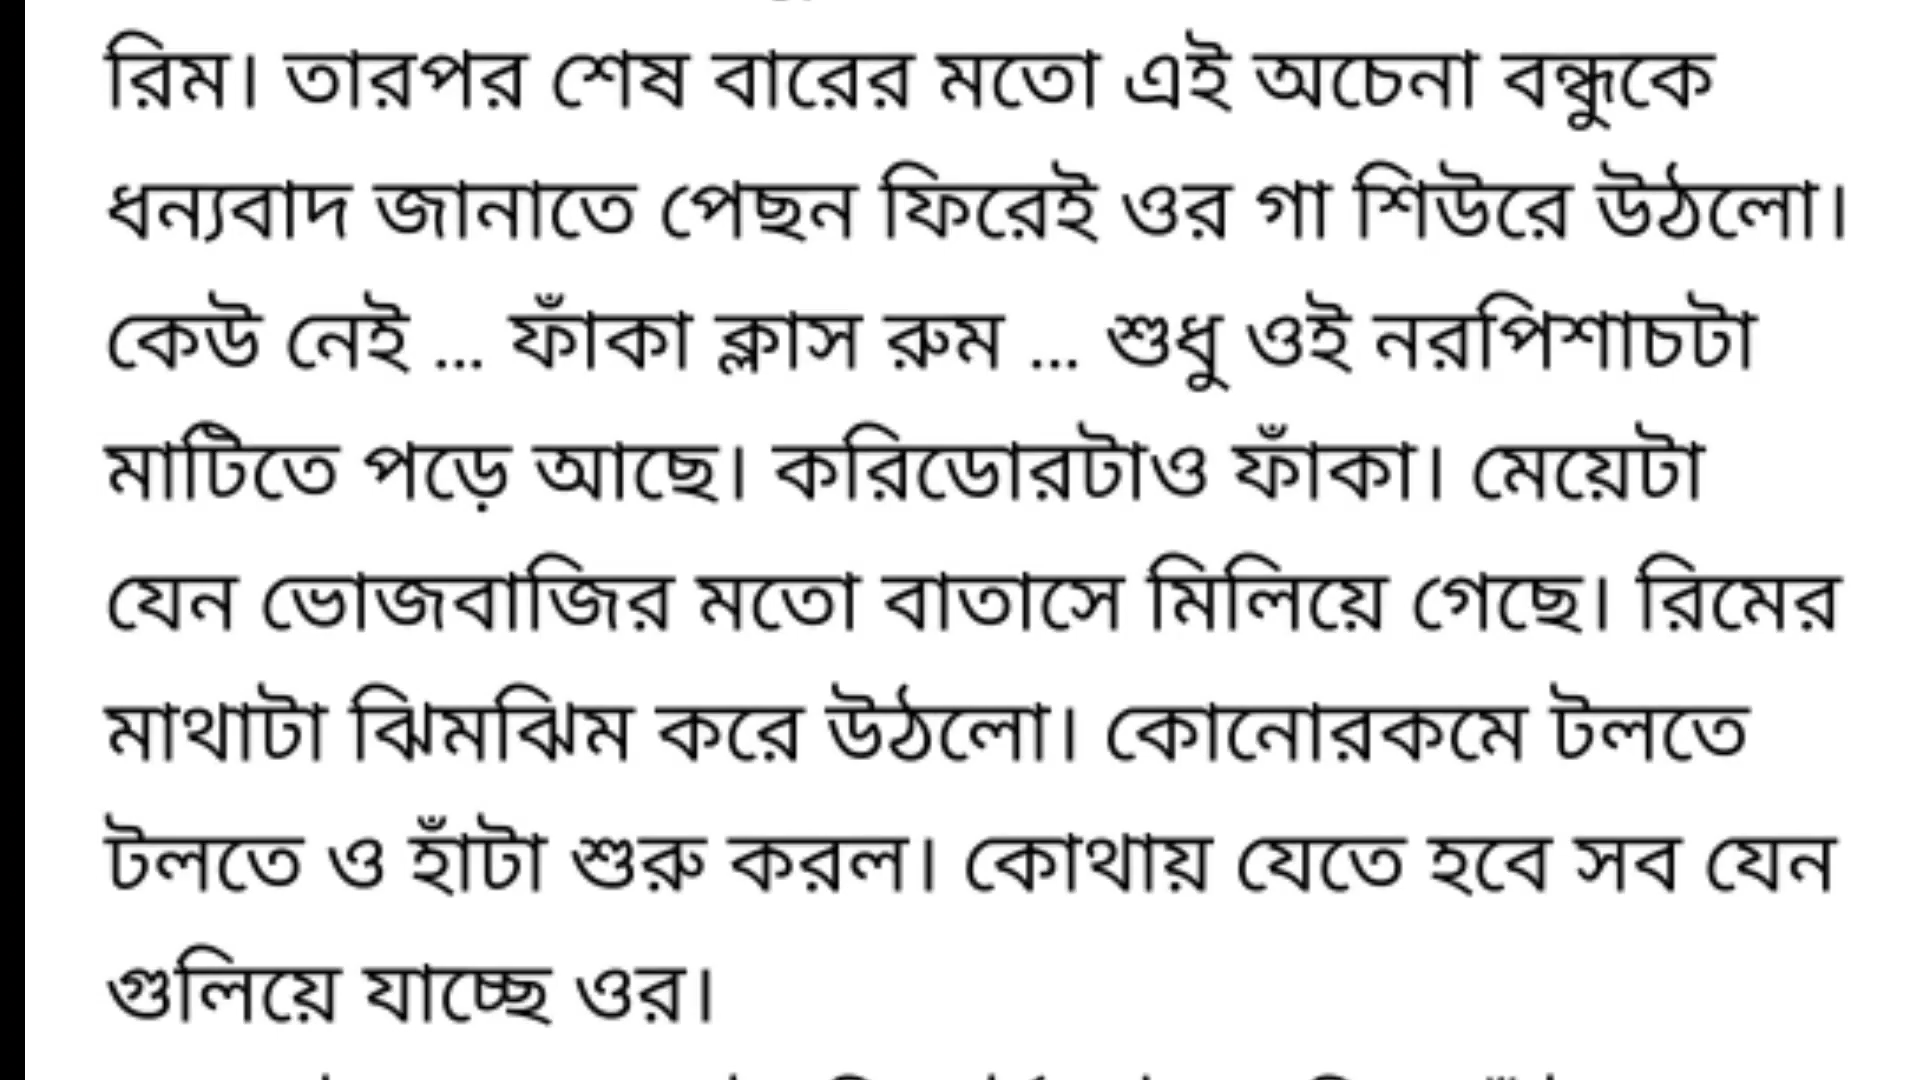 রিম। তারপর শেষ বারের মতো এই অচেনা বন্ধুকে
ধন্যবাদ জানাতে পেছন ফিরেই ওর গা শিউরে উঠলো।
কেউ নেই ... ফাঁকা ক্লাস রুম ... শুধু ওই নরপিশাচটা
মাটিতে পড়ে আছে। করিডোরটাও ফাঁকা। মেয়েটা
যেন ভোজবাজির মতো বাতাসে মিলিয়ে গেছে। রিমের
মাথাটা ঝিমঝিম করে উঠলো। কোনোরকমে টলতে
টলতে ও হাঁটা শুরু করল। কোথায় যেতে হবে সব যেন
গুলিয়ে যাচ্ছে ওর।